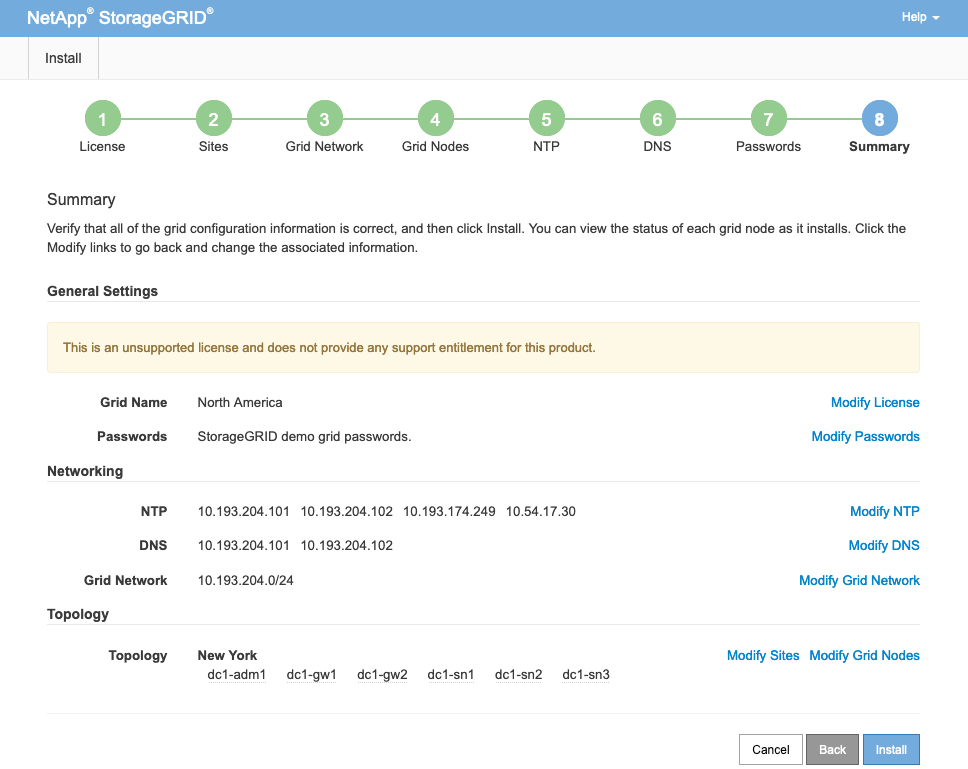 NetApp® StorageGRID®
Help
Install
1 2 3 4 5 6 7 8
License Sites Grid Network Grid Nodes NTP DNS Passwords Summary
Summary
Verify that all of the grid configuration information is correct, and then click Install. You can view the status of each grid node as it installs. Click the
Modify links to go back and change the associated information.
General Settings
This is an unsupported license and does not provide any support entitlement for this product.
Grid Name North America Modify License
Passwords StorageGRID demo grid passwords. Modify Passwords
Networking
NTP 10.193.204.101 10.193.204.102 10.193.174.249 10.54.17.30 Modify NTP
DNS 10.193.204.101 10.193.204.102 Modify DNS
Grid Network 10.193.204.0/24 Modify Grid Network
Topology
Topology New York Modify Sites Modify Grid Nodes
dc1-adm1 dc1-gw1 dc1-gw2 dc1-sn1 dc1-sn2 dc1-sn3
Cancel Back Install